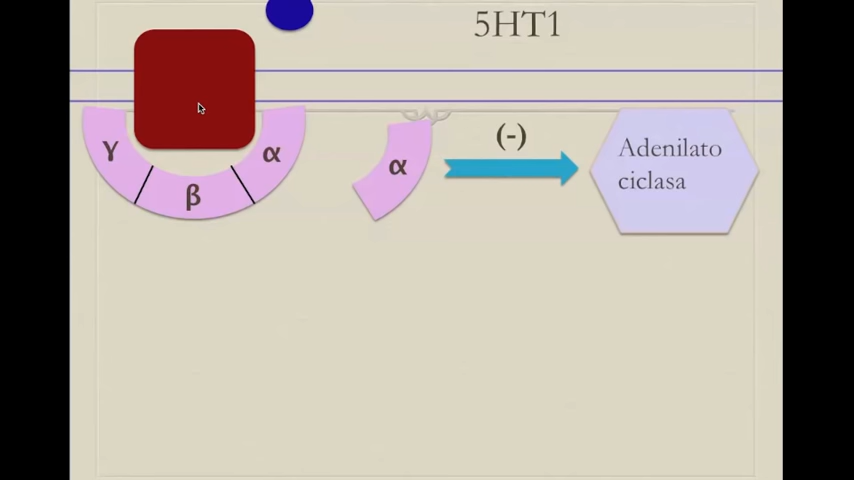 5HT1
γ
β
α
α
(-)
Adenilato
ciclasa